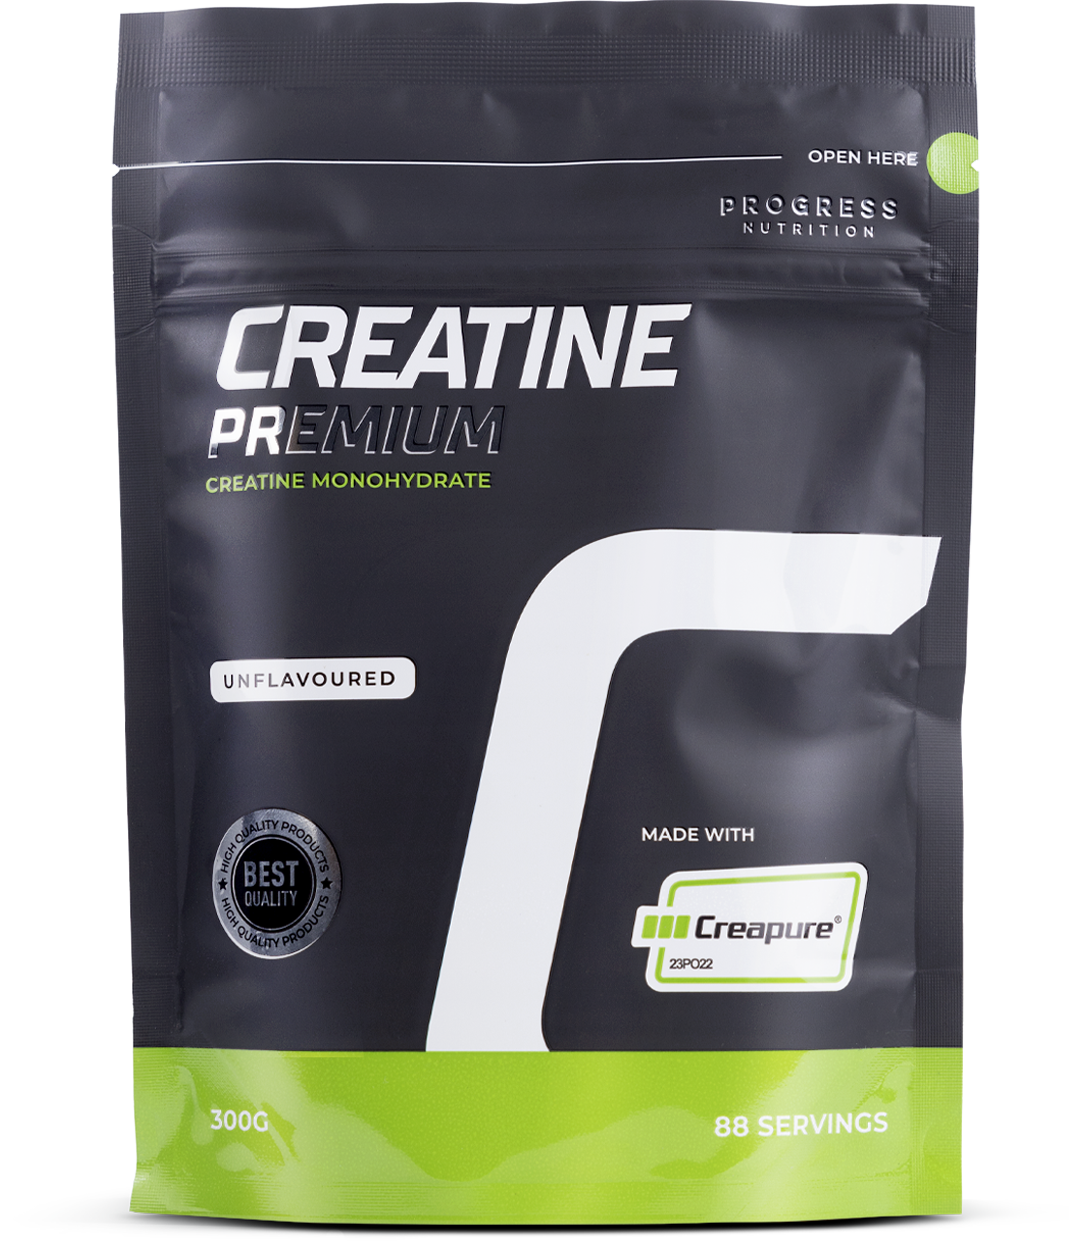 OPEN HERE
PROGRESS
NUTRITION
CREATINE
PREMIUM
CREATINE MONOHYDRATE
UNFLAVOURED
HIGH QUALITY PRODUCTS
BEST
QUALITY
HIGH QUALITY PRODUCTS
MADE WITH
Creapure®
23PO22
300G
88 SERVINGS